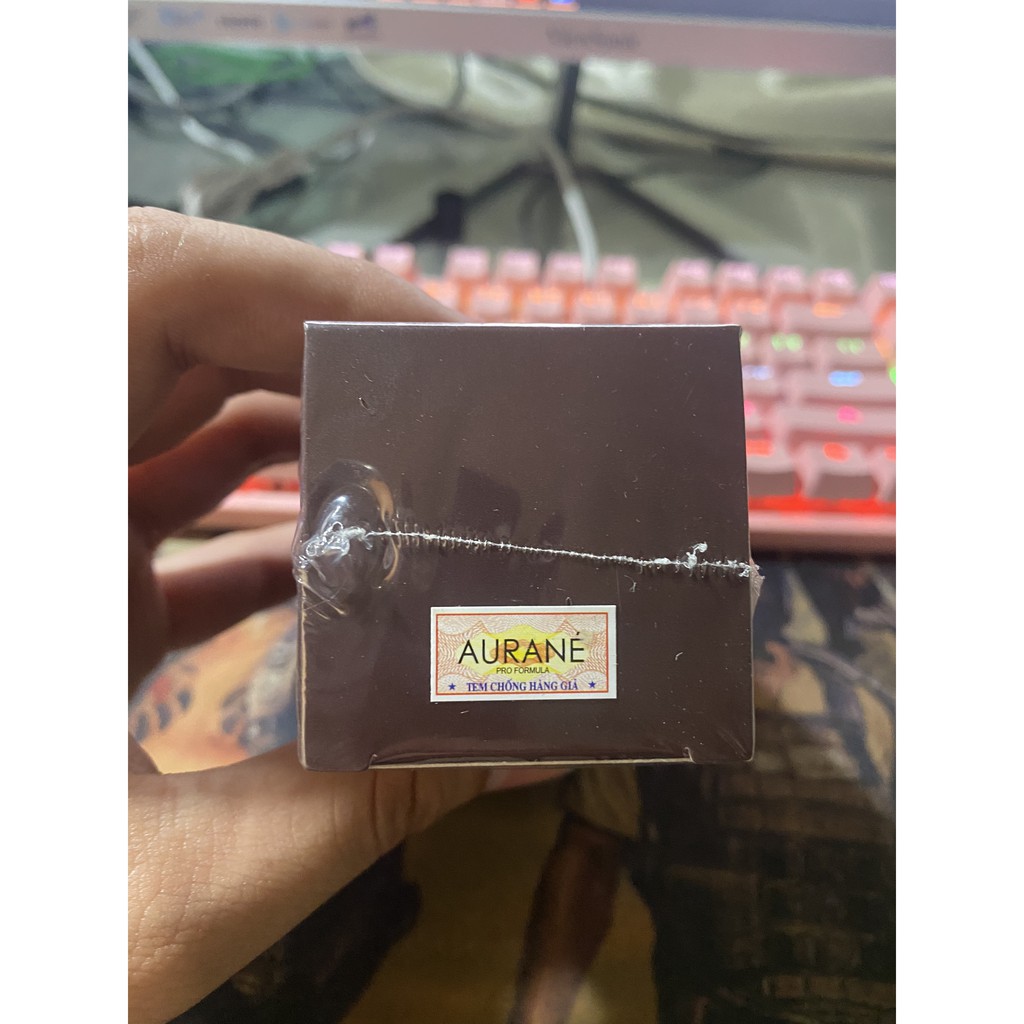 AURANÉ
PRO FORMULA
★ TEM CHỐNG HÀNG GIẢ ★